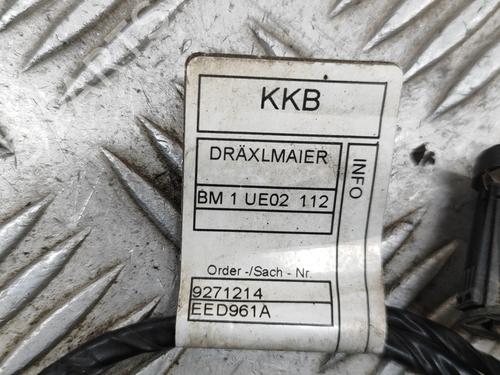 KKB
DRÄXLMAIER
INFO
BM 1 UE02 112
Order -/Sach - Nr.
9271214
EED961A